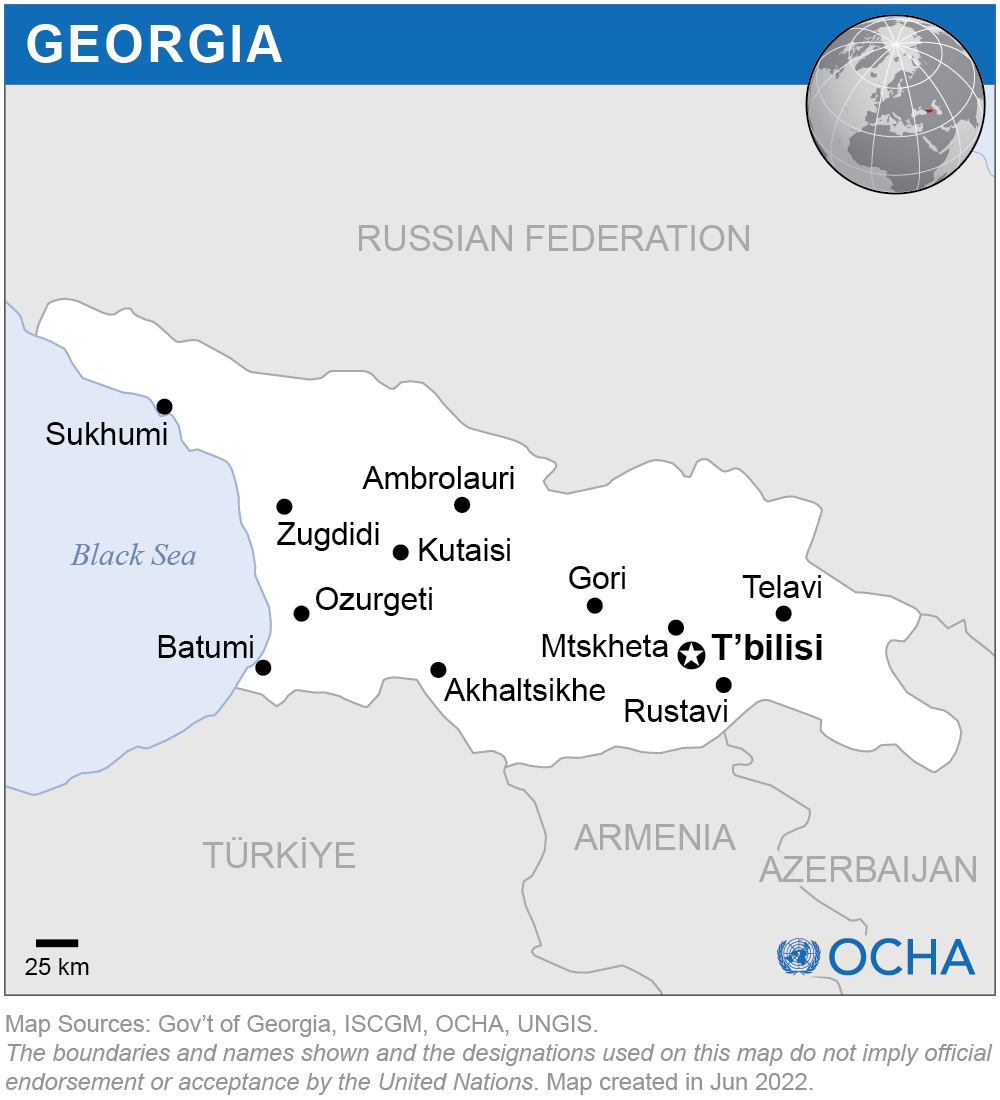 GEORGIA
RUSSIAN FEDERATION
Sukhumi
Ambrolauri
Zugdidi
Kutaisi
Black Sea
Gori
Telavi
Ozurgeti
Batumi
Mtskheta
T’bilisi
Akhaltsikhe
Rustavi
ARMENIA
TÜRKİYE
AZERBAIJAN
25 km
OCHA
Map Sources: Gov’t of Georgia, ISCGM, OCHA, UNGIS.
The boundaries and names shown and the designations used on this map do not imply official
endorsement or acceptance by the United Nations. Map created in Jun 2022.